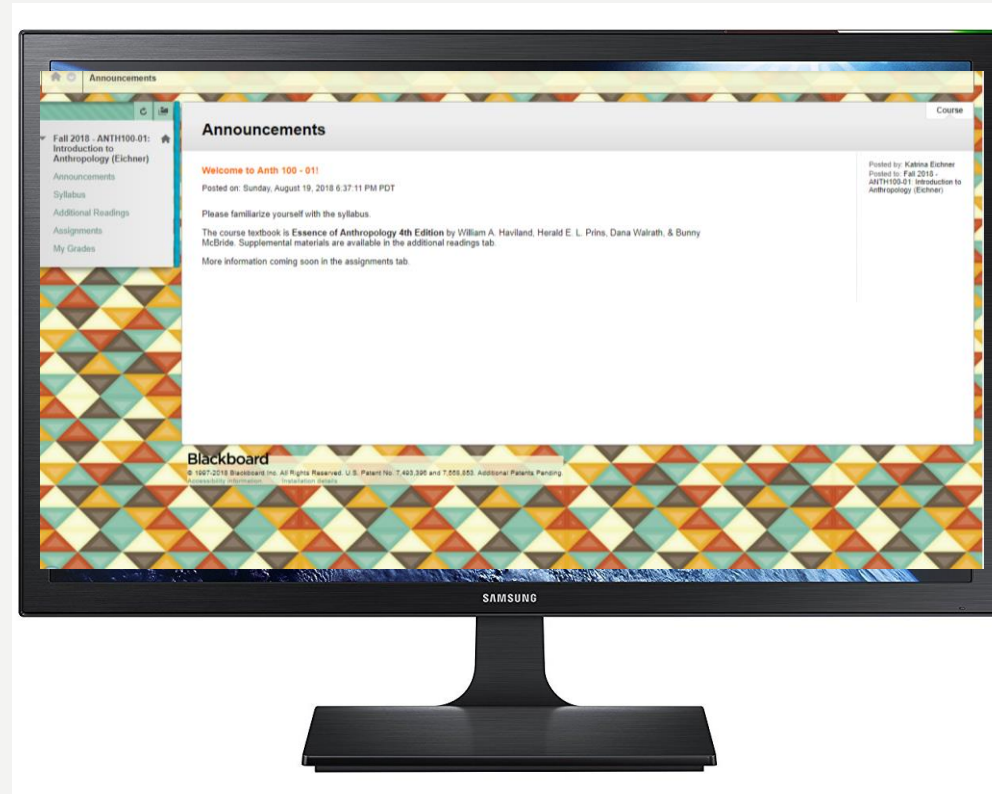 Announcements
Course
Fall 2018 - ANTH100-01:
Introduction to
Anthropology (Eichner)
Announcements
Syllabus
Additional Readings
Assignments
My Grades
Announcements
Welcome to Anth 100 - 01!
Posted on: Sunday, August 19, 2018 6:37:11 PM PDT
Please familiarize yourself with the syllabus.
The course textbook is Essence of Anthropology 4th Edition by William A. Haviland, Herald E. L. Prins, Dana Walrath, & Bunny
McBride. Supplemental materials are available in the additional readings tab.
More information coming soon in the assignments tab.
Posted by: Katrina Eichner
Posted to: Fall 2018 -
ANTH100-01: Introduction to
Anthropology (Eichner)
Blackboard
© 1997-2018 Blackboard Inc. All Rights Reserved. U.S. Patent No. 7,493,396 and 7,558,853. Additional Patents Pending.
Accessibility information Installation details
SAMSUNG